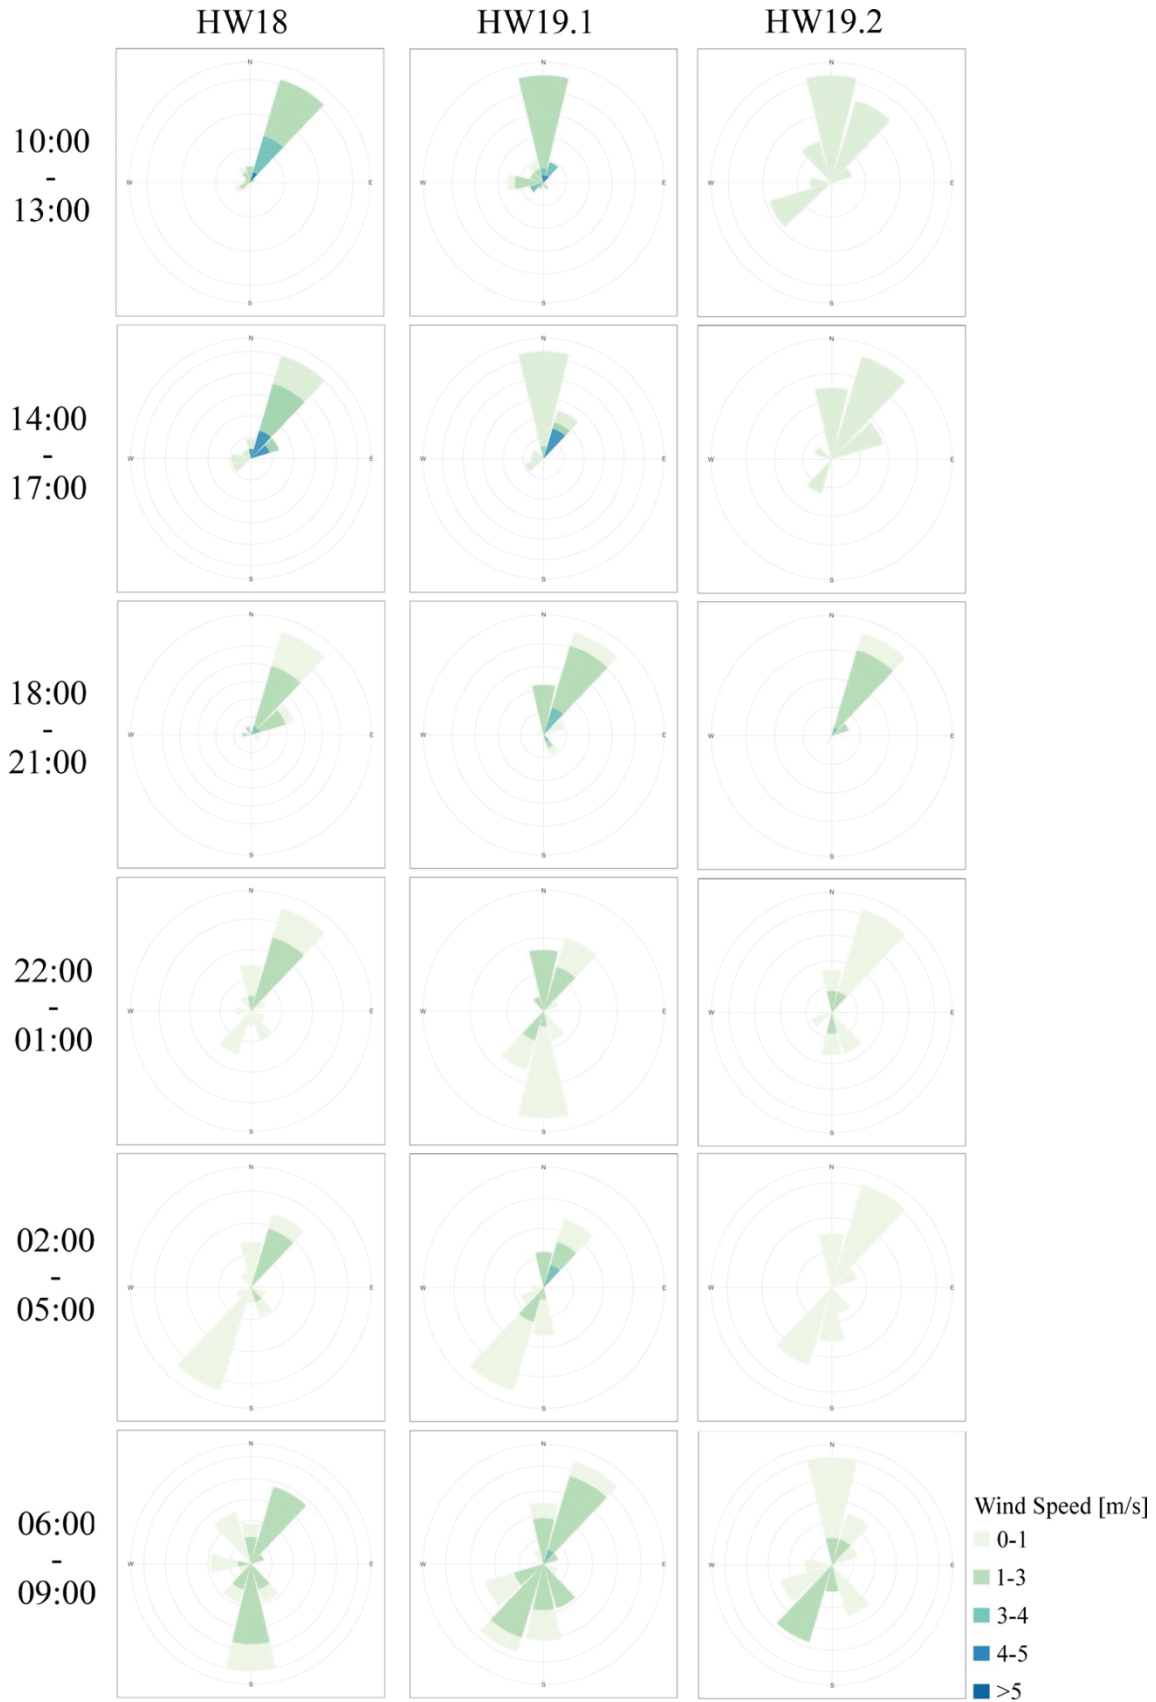 HW18 HW19.1 HW19.2
N N N
10:00
-
13:00
W E W E W E
S S S
N N N
14:00
-
17:00
W E W E W E
S S S
N N N
18:00
-
21:00
W E W E W E
S S S
N N N
22:00
-
01:00
W E W E W E
S S S
N N N
02:00
-
05:00
W E W E W E
S S S
N N N
06:00
-
09:00
W E W E W E
S S S
Wind Speed [m/s]
0-1
1-3
3-4
4-5
>5